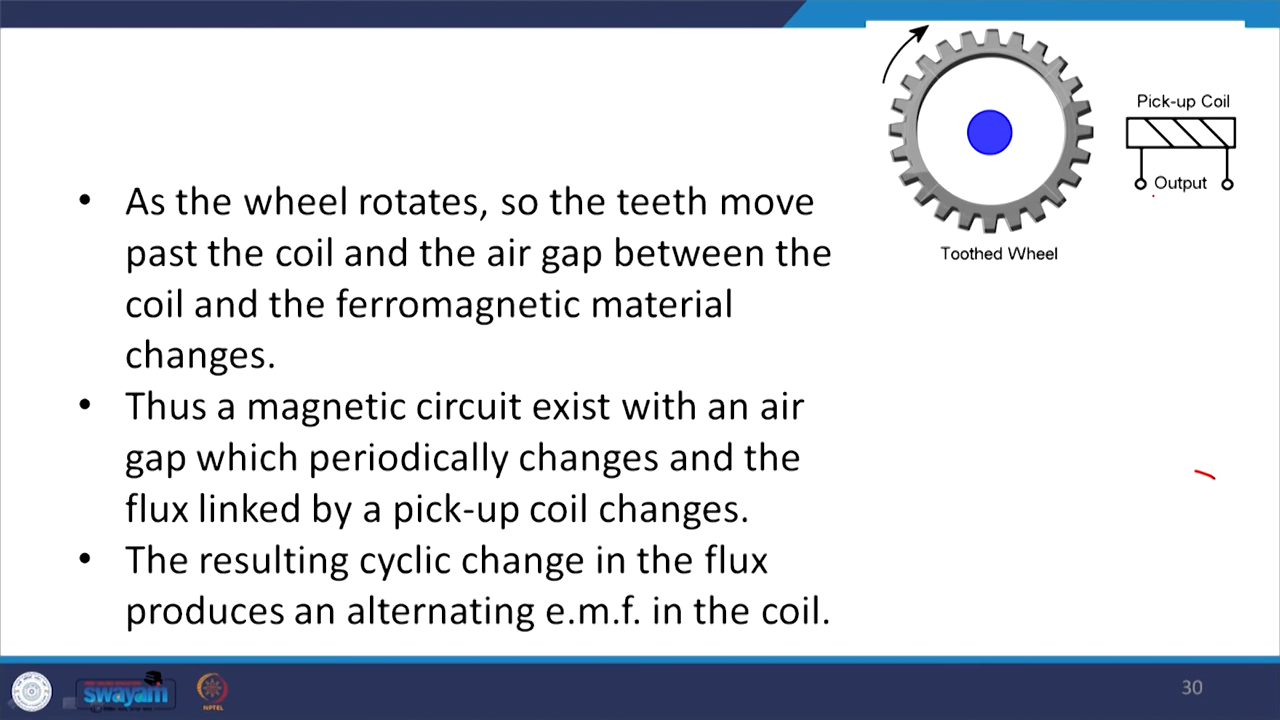 Pick-up Coil
Output
Toothed Wheel
• As the wheel rotates, so the teeth move
past the coil and the air gap between the
coil and the ferromagnetic material
changes.
• Thus a magnetic circuit exist with an air
gap which periodically changes and the
flux linked by a pick-up coil changes.
• The resulting cyclic change in the flux
produces an alternating e.m.f. in the coil.
swayam
NPTEL
30